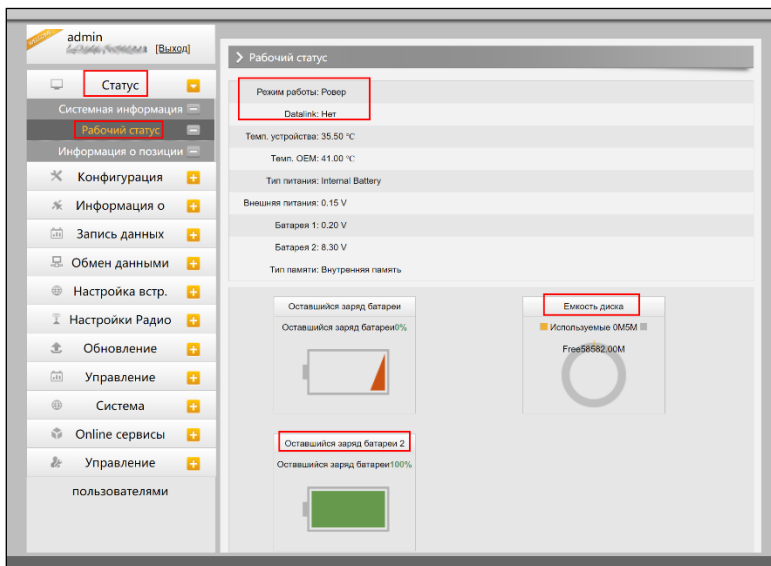 admin
[Выход]
Статус
Системная информация
Рабочий статус
Информация о позиции
Конфигурация
Информация о
Запись данных
Обмен данными
Настройка встр.
Настройки Радио
Обновление
Управление
Система
Online сервисы
Управление
пользователями
Рабочий статус
Режим работы: Ровер
Datalink: Нет
Темп. устройства: 35.50 °C
Темп. OEM: 41.00 °C
Тип питания: Internal Battery
Внешняя питания: 0.15 V
Батарея 1: 0.20 V
Батарея 2: 8.30 V
Тип памяти: Внутренняя память
Оставшийся заряд батареи
Оставшийся заряд батареи0%
Емкость диска
Используемые 0M5M
Free58582.00M
Оставшийся заряд батареи 2
Оставшийся заряд батареи100%